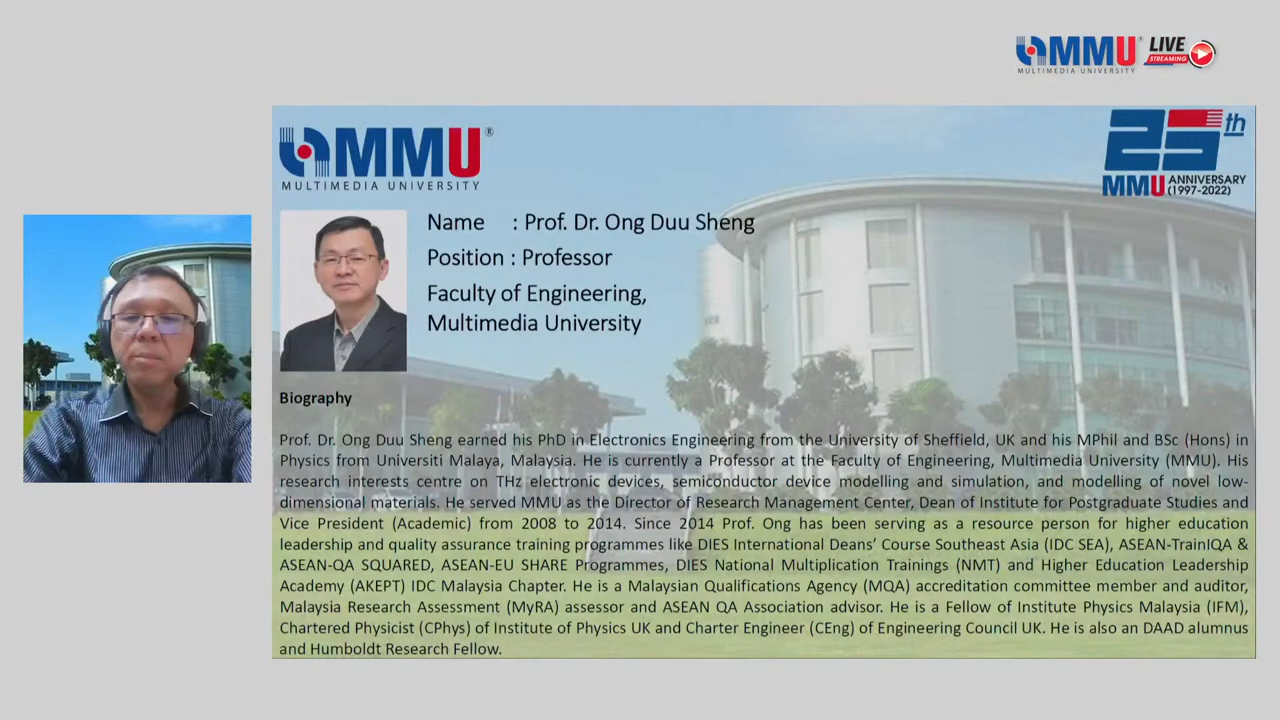 MMU
MULTIMEDIA UNIVERSITY
LIVE
STREAMING
MMU®
MULTIMEDIA UNIVERSITY
25th
MMU ANNIVERSARY
(1997-2022)
Name : Prof. Dr. Ong Duu Sheng
Position : Professor
Faculty of Engineering,
Multimedia University
Biography
Prof. Dr. Ong Duu Sheng earned his PhD in Electronics Engineering from the University of Sheffield, UK and his MPhil and BSc (Hons) in
Physics from Universiti Malaya, Malaysia. He is currently a Professor at the Faculty of Engineering, Multimedia University (MMU). His
research interests centre on THz electronic devices, semiconductor device modelling and simulation, and modelling of novel low-
dimensional materials. He served MMU as the Director of Research Management Center, Dean of Institute for Postgraduate Studies and
Vice President (Academic) from 2008 to 2014. Since 2014 Prof. Ong has been serving as a resource person for higher education
leadership and quality assurance training programmes like DIES International Deans’ Course Southeast Asia (IDC SEA), ASEAN-TrainIQA &
ASEAN-QA SQUARED, ASEAN-EU SHARE Programmes, DIES National Multiplication Trainings (NMT) and Higher Education Leadership
Academy (AKEPT) IDC Malaysia Chapter. He is a Malaysian Qualifications Agency (MQA) accreditation committee member and auditor,
Malaysia Research Assessment (MyRA) assessor and ASEAN QA Association advisor. He is a Fellow of Institute Physics Malaysia (IFM),
Chartered Physicist (CPhys) of Institute of Physics UK and Charter Engineer (CEng) of Engineering Council UK. He is also an DAAD alumnus
and Humboldt Research Fellow.